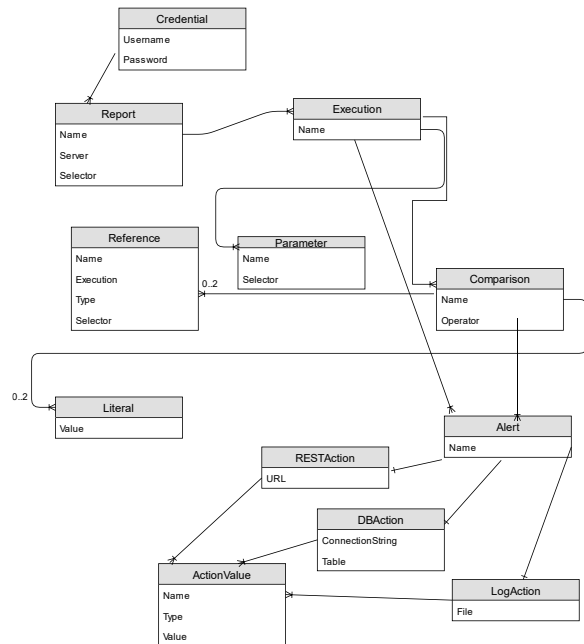 Credential
Username
Password
Report
Name
Server
Selector
Execution
Name
Reference
Name
Execution
Type
Selector
Parameter
Name
Selector
0..2
Comparison
Name
Operator
0..2
Literal
Value
Alert
Name
RESTAction
URL
DBAction
ConnectionString
Table
ActionValue
Name
Type
Value
LogAction
File